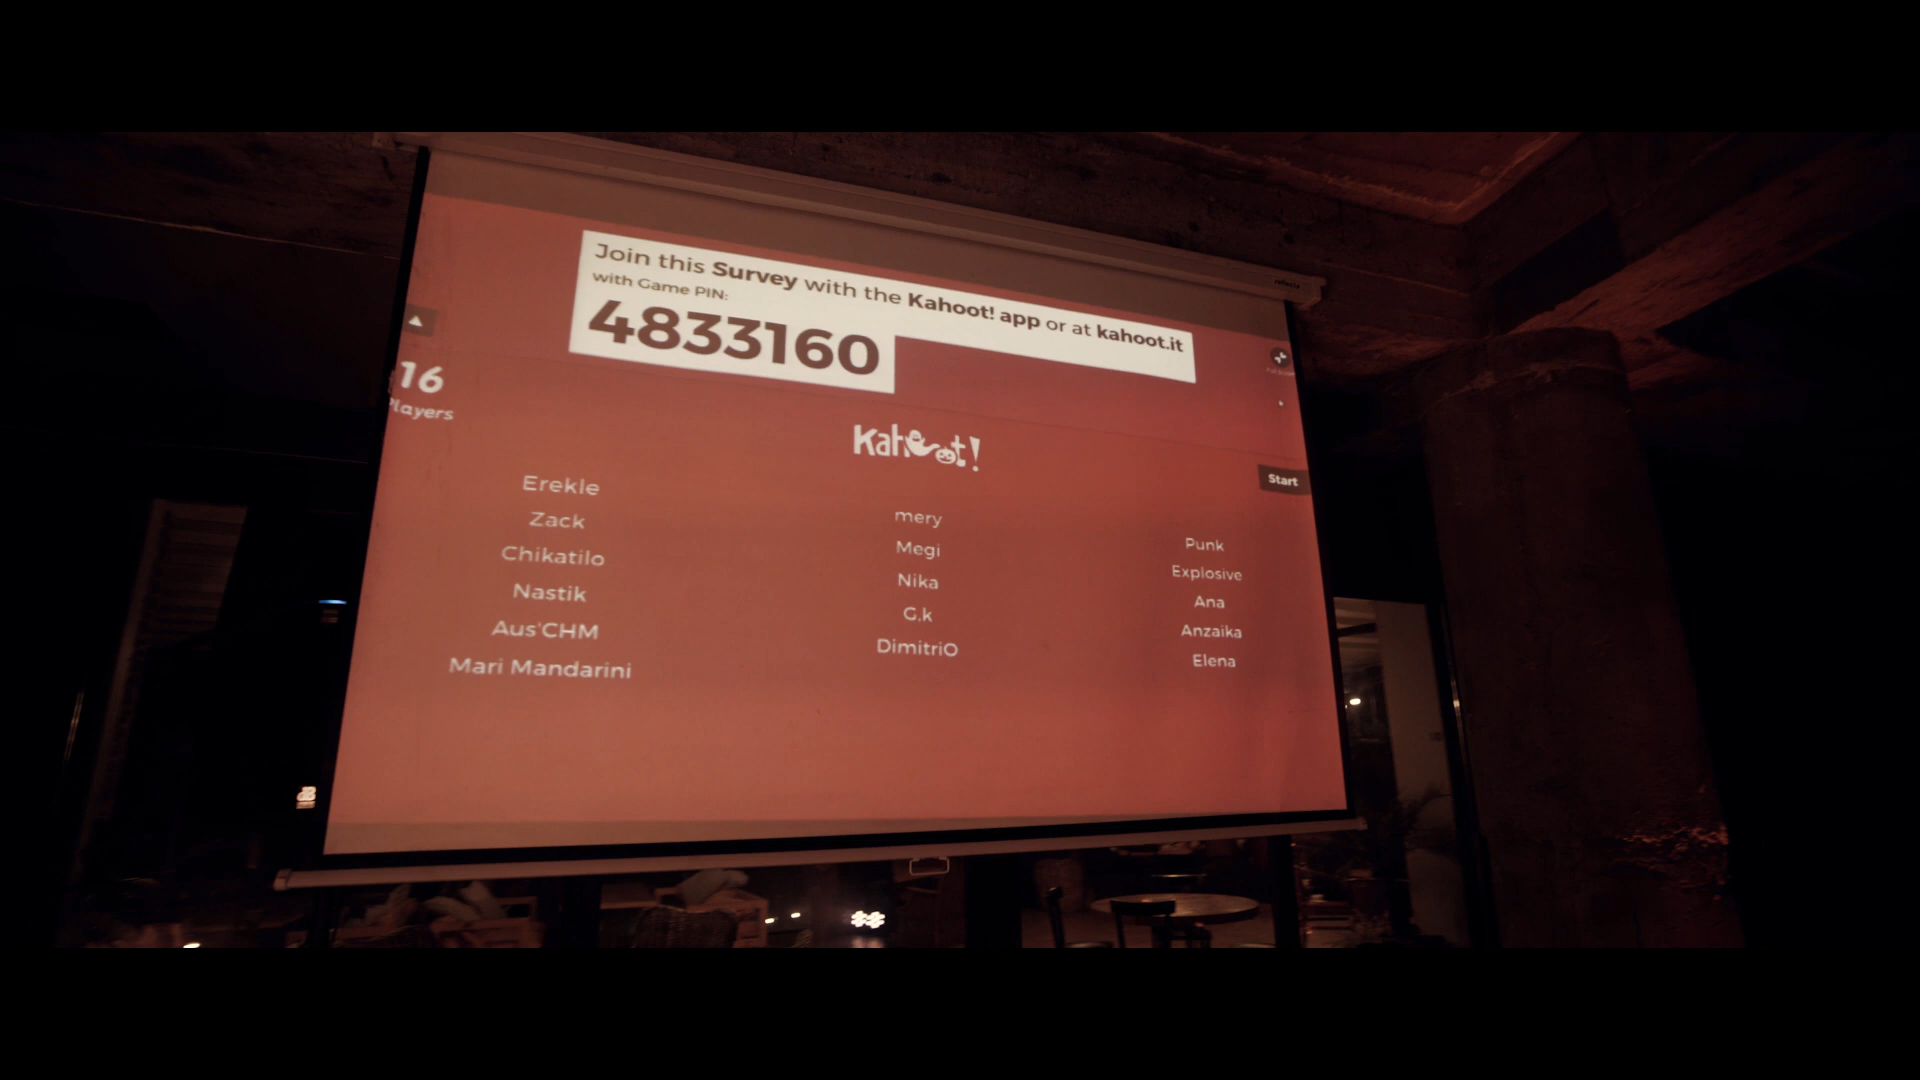 Join this Survey with the Kahoot! app or at kahoot.it
with Game PIN:
4833160
16
Players
Kahoot!
Start
Erekle
Zack
Chikatilo
Nastik
Aus'CHM
Mari Mandarini
mery
Megi
Nika
G.k
DimitriO
Punk
Explosive
Ana
Anzaika
Elena